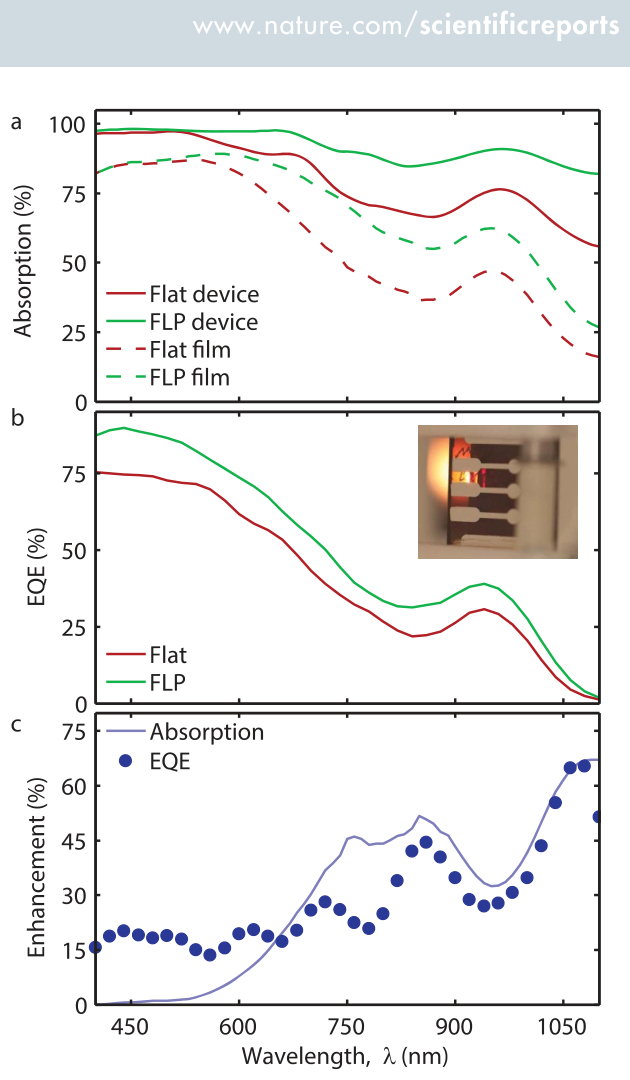 www.nature.com/scientificreports
a
100
75
50
25
0
Absorption (%)
Flat device
FLP device
Flat film
FLP film
b
75
50
25
0
EQE (%)
Flat
FLP
c
75
60
45
30
15
0
Enhancement (%)
Absorption
EQE
450 600 750 900 1050
Wavelength, λ (nm)